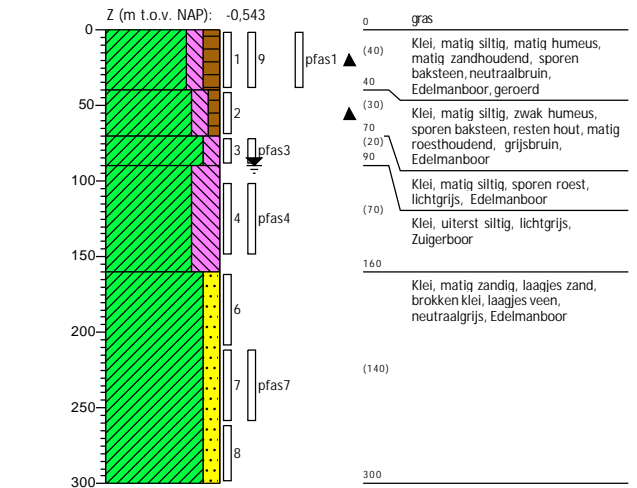 Z (m t.o.v. NAP): -0,543
0
50
100
150
200
250
300
1
9
pfas1
2
3
pfas3
4
pfas4
6
7
pfas7
8
0
gras
(40)
Klei, matig siltig, matig humeus,
matig zandhoudend, sporen
baksteen, neutraalbruin,
Edelmanboor, geroerd
40
(30)
Klei, matig siltig, zwak humeus,
sporen baksteen, resten hout, matig
roesthoudend, grijsbruin,
Edelmanboor
70
(20)
Klei, matig siltig, sporen roest,
lichtgrijs, Edelmanboor
90
(70)
Klei, uiterst siltig, lichtgrijs,
Zuigerboor
160
Klei, matig zandig, laagjes zand,
brokken klei, laagjes veen,
neutraalgrijs, Edelmanboor
(140)
300